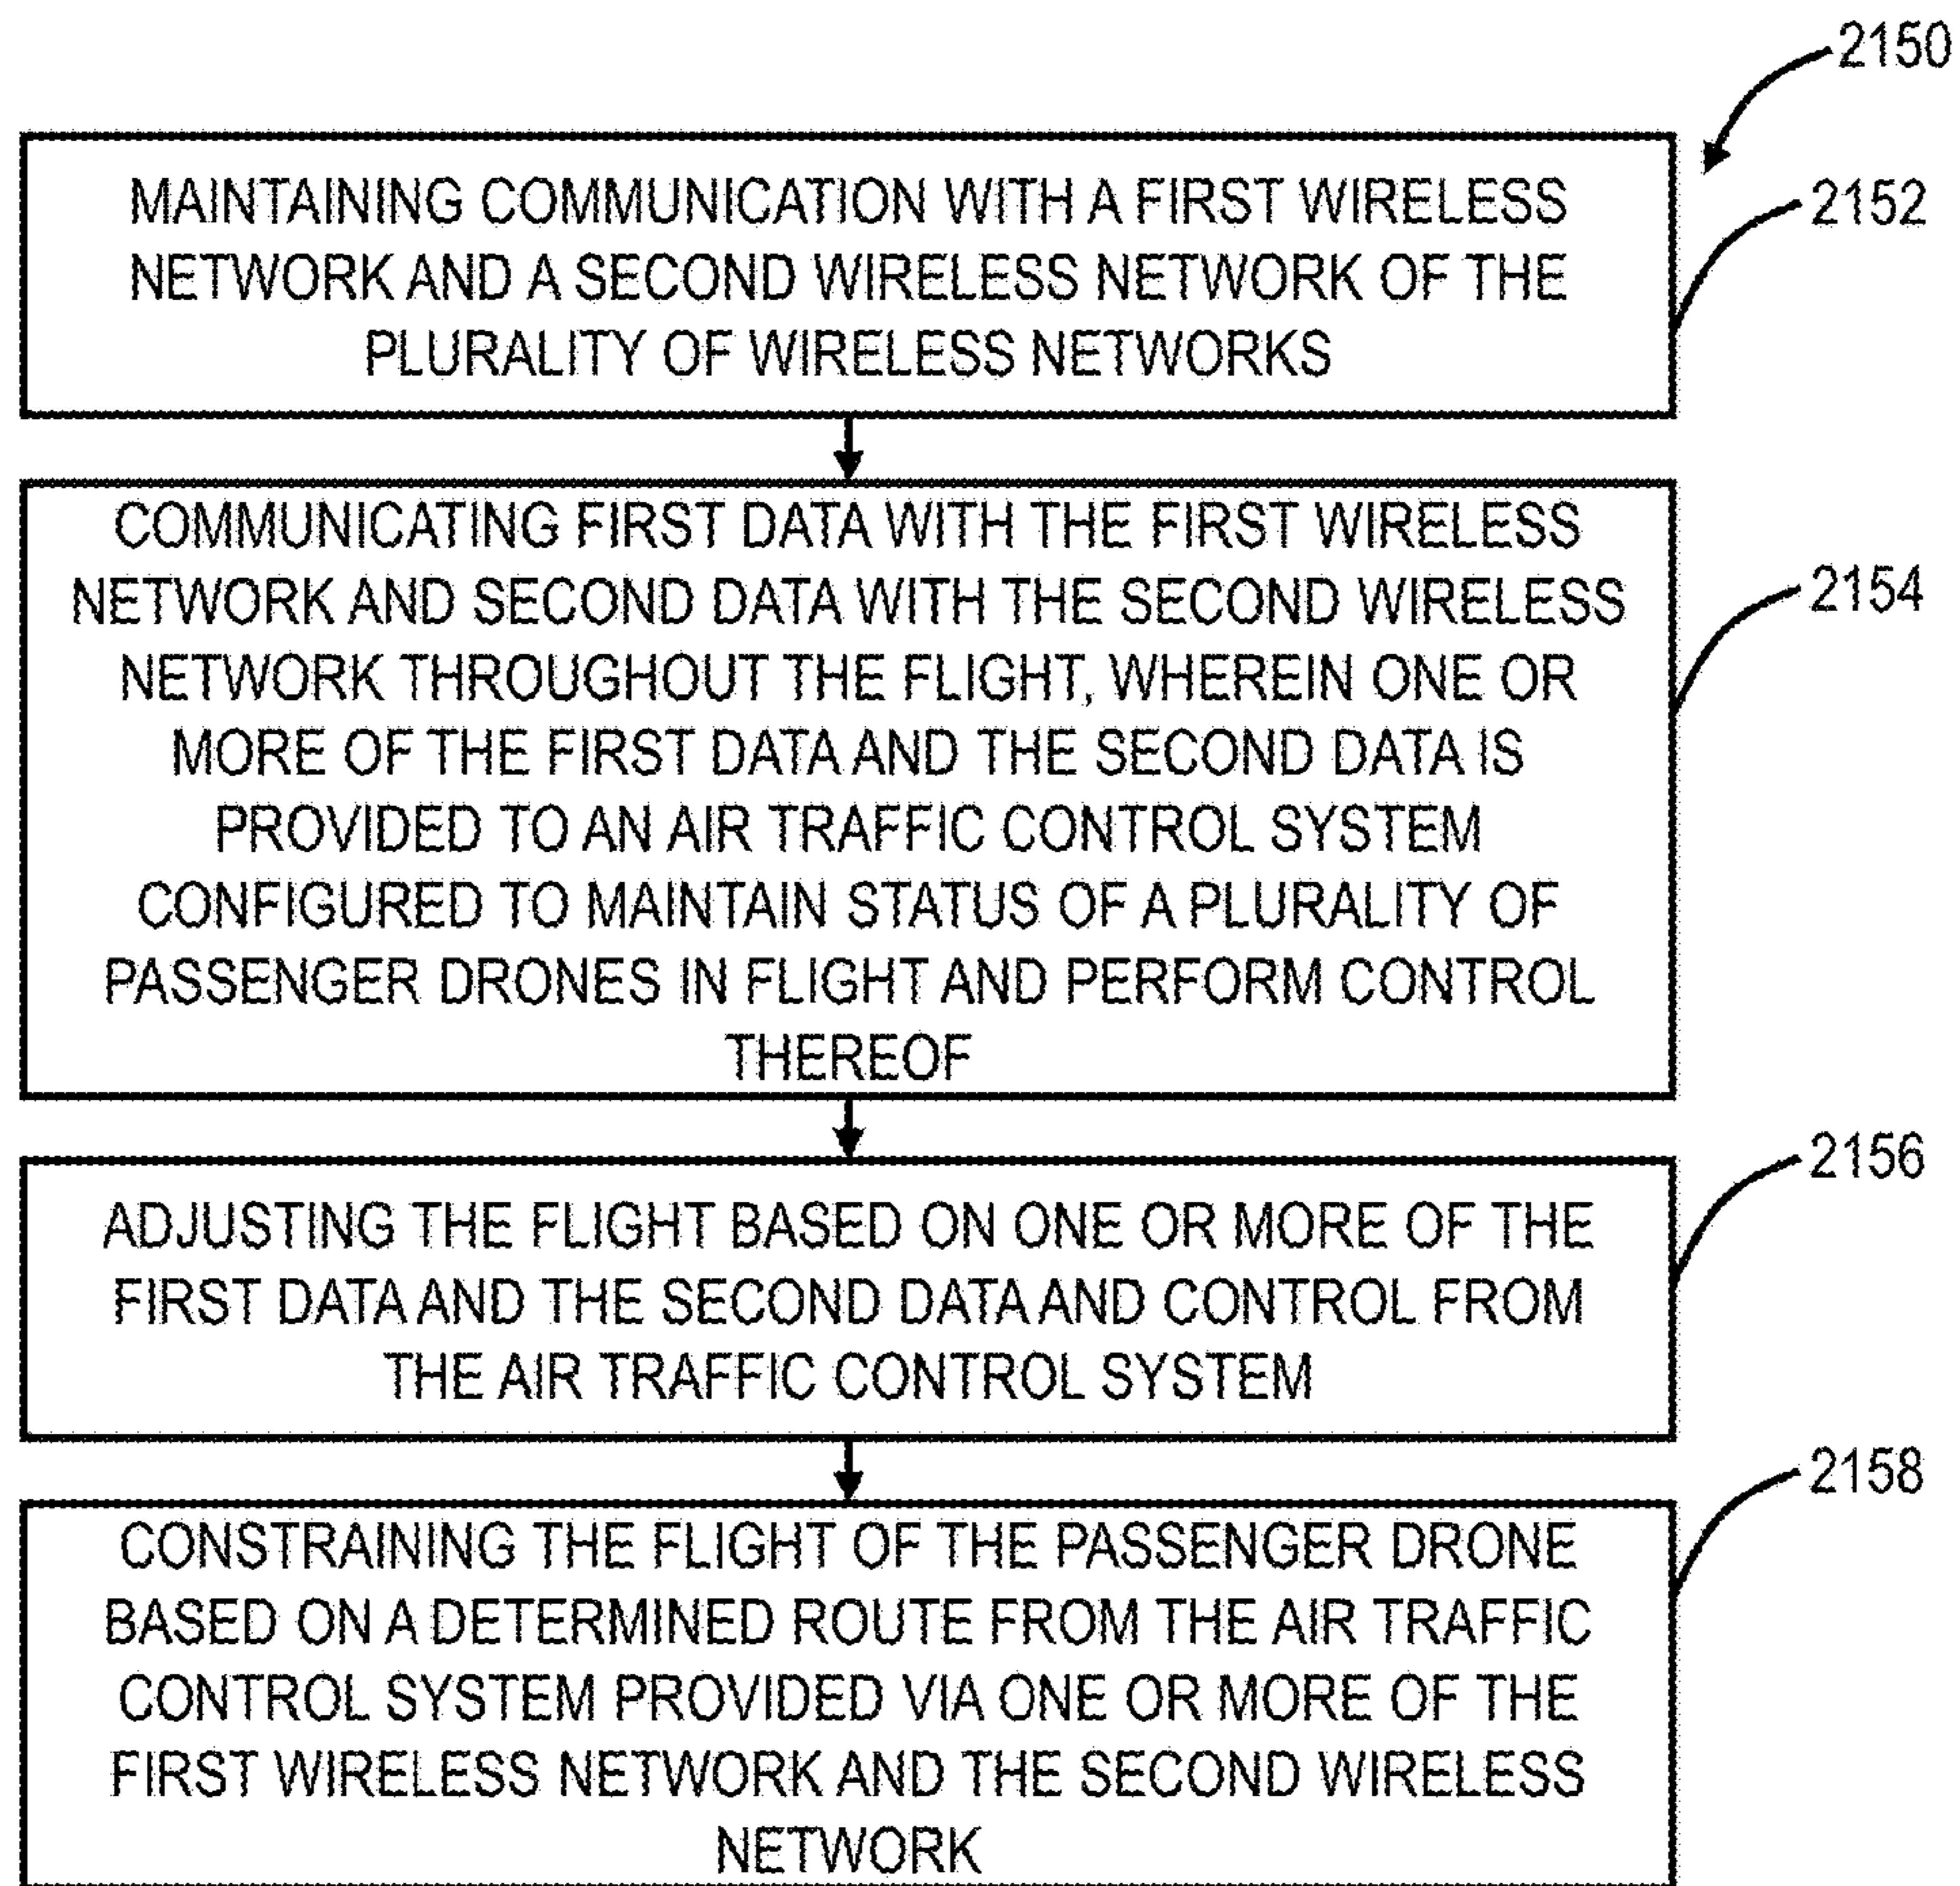 2150
MAINTAINING COMMUNICATION WITH A FIRST WIRELESS
NETWORK AND A SECOND WIRELESS NETWORK OF THE
PLURALITY OF WIRELESS NETWORKS
2152
COMMUNICATING FIRST DATA WITH THE FIRST WIRELESS
NETWORK AND SECOND DATA WITH THE SECOND WIRELESS
NETWORK THROUGHOUT THE FLIGHT, WHEREIN ONE OR
MORE OF THE FIRST DATA AND THE SECOND DATA IS
PROVIDED TO AN AIR TRAFFIC CONTROL SYSTEM
CONFIGURED TO MAINTAIN STATUS OF A PLURALITY OF
PASSENGER DRONES IN FLIGHT AND PERFORM CONTROL
THEREOF
2154
ADJUSTING THE FLIGHT BASED ON ONE OR MORE OF THE
FIRST DATA AND THE SECOND DATA AND CONTROL FROM
THE AIR TRAFFIC CONTROL SYSTEM
2156
CONSTRAINING THE FLIGHT OF THE PASSENGER DRONE
BASED ON A DETERMINED ROUTE FROM THE AIR TRAFFIC
CONTROL SYSTEM PROVIDED VIA ONE OR MORE OF THE
FIRST WIRELESS NETWORK AND THE SECOND WIRELESS
NETWORK
2158